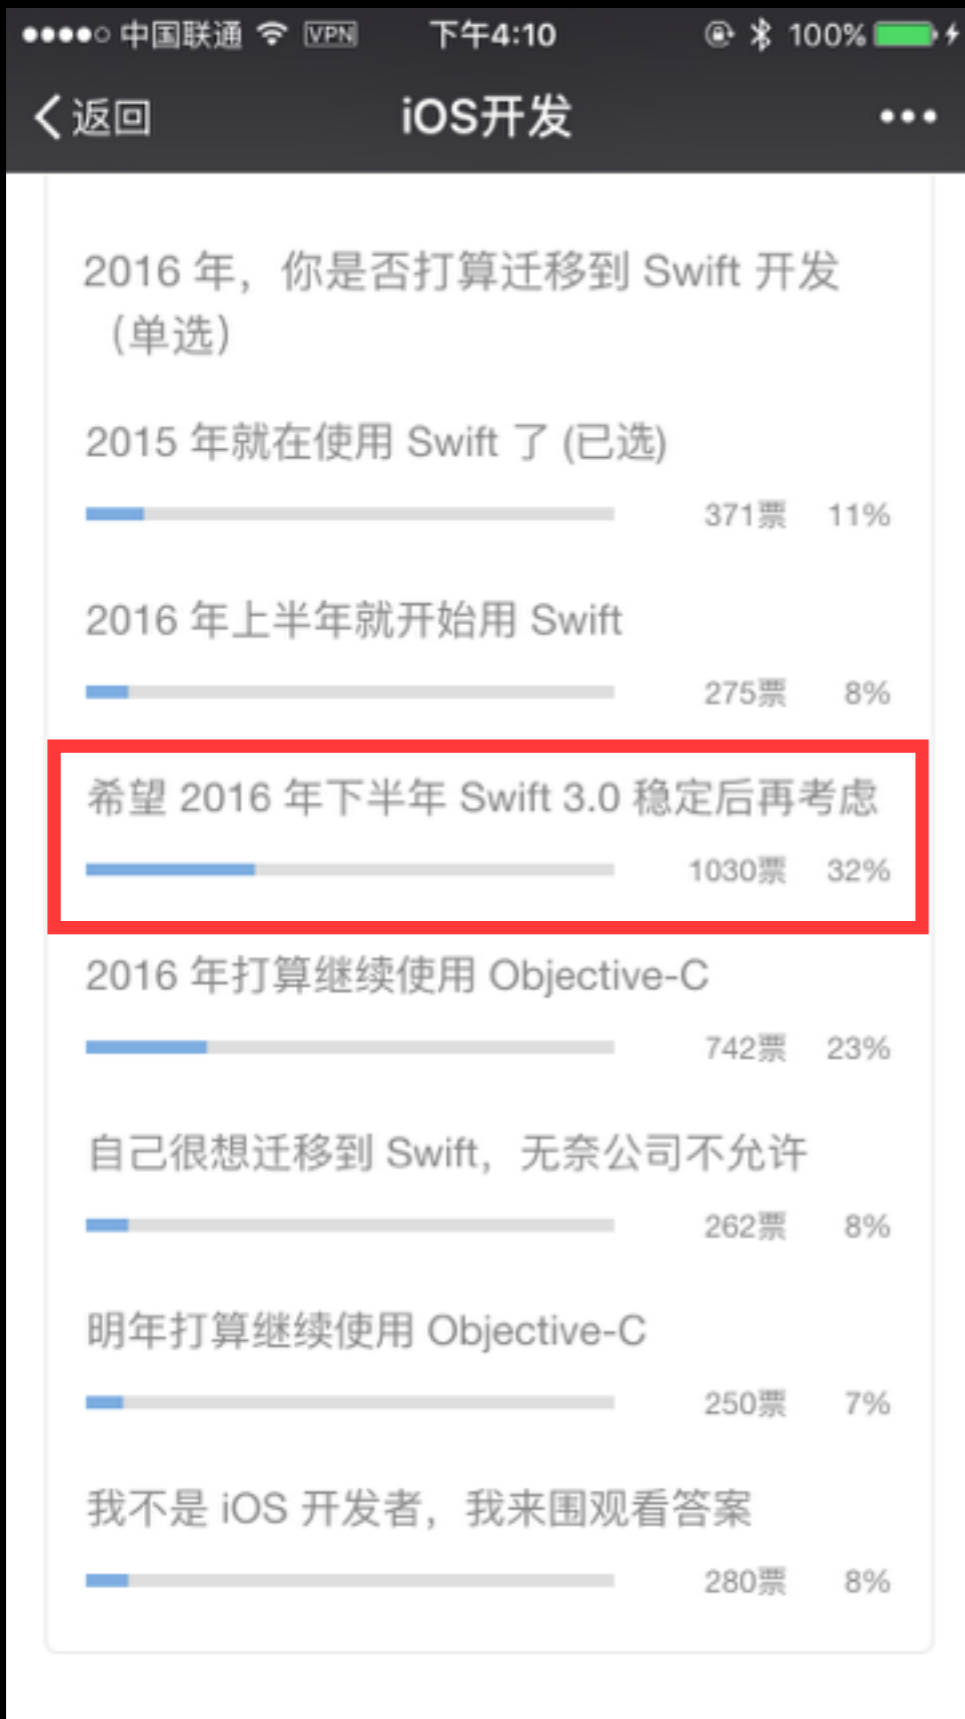 中国联通 VPN 下午4:10 100%
返回 iOS开发
2016 年，你是否打算迁移到 Swift 开发
（单选）
2015 年就在使用 Swift 了 (已选)
371票 11%
2016 年上半年就开始用 Swift
275票 8%
希望 2016 年下半年 Swift 3.0 稳定后再考虑
1030票 32%
2016 年打算继续使用 Objective-C
742票 23%
自己很想迁移到 Swift，无奈公司不允许
262票 8%
明年打算继续使用 Objective-C
250票 7%
我不是 iOS 开发者，我来围观看答案
280票 8%